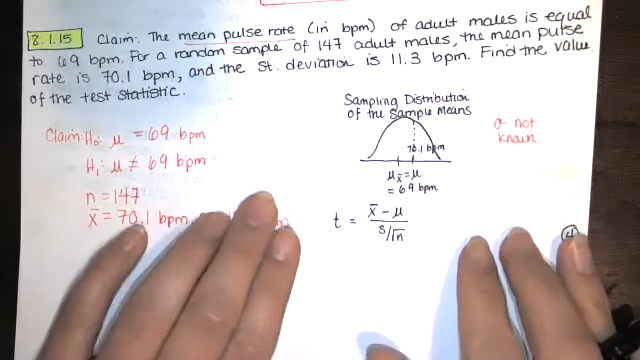 8.1.15 Claim: The mean pulse rate (in bpm) of adult males is equal
to 69 bpm. For a random sample of 147 adult males, the mean pulse
rate is 70.1 bpm, and the st. deviation is 11.3 bpm. Find the value
of the test statistic.
Claim: H₀: μ = 69 bpm
H₁: μ ≠ 69 bpm
n = 147
x̄ = 70.1 bpm
Sampling Distribution
of the Sample Means
70.1 bpm
μx̄ = μ
= 69 bpm
t = (x̄ - μ) / (s/√n)
σ not
known